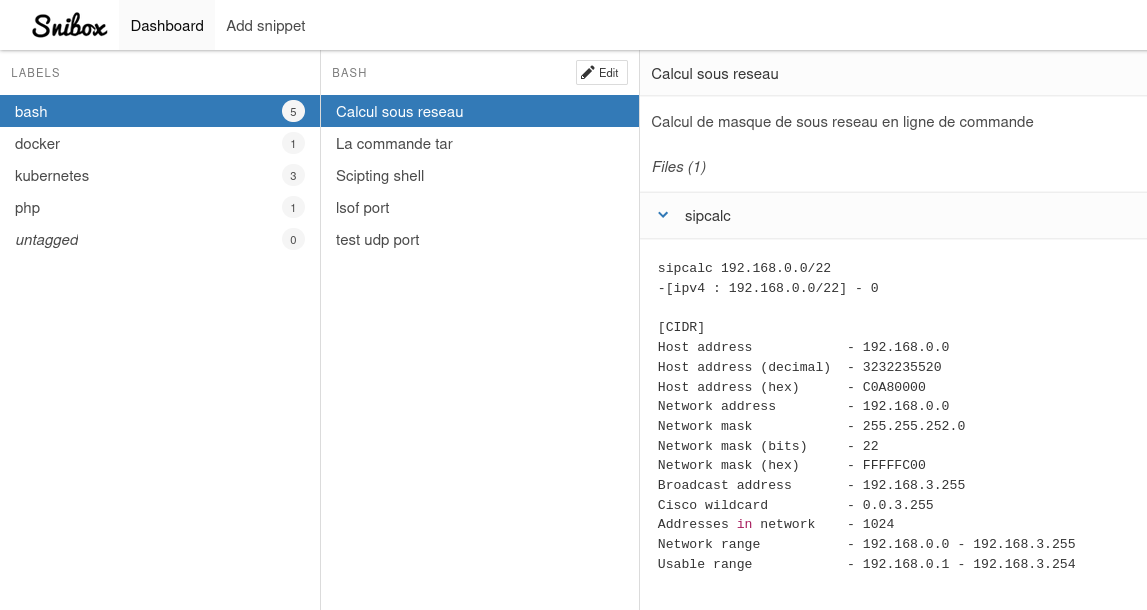 Snibox Dashboard Add snippet
LABELS
bash 5
docker 1
kubernetes 3
php 1
untagged 0
BASH Edit
Calcul sous reseau
La commande tar
Scipting shell
lsof port
test udp port
Calcul sous reseau
Calcul de masque de sous reseau en ligne de commande
Files (1)
sipcalc
sipcalc 192.168.0.0/22
-[ipv4 : 192.168.0.0/22] - 0
[CIDR]
Host address - 192.168.0.0
Host address (decimal) - 3232235520
Host address (hex) - C0A80000
Network address - 192.168.0.0
Network mask - 255.255.252.0
Network mask (bits) - 22
Network mask (hex) - FFFFFC00
Broadcast address - 192.168.3.255
Cisco wildcard - 0.0.3.255
Addresses in network - 1024
Network range - 192.168.0.0 - 192.168.3.255
Usable range - 192.168.0.1 - 192.168.3.254